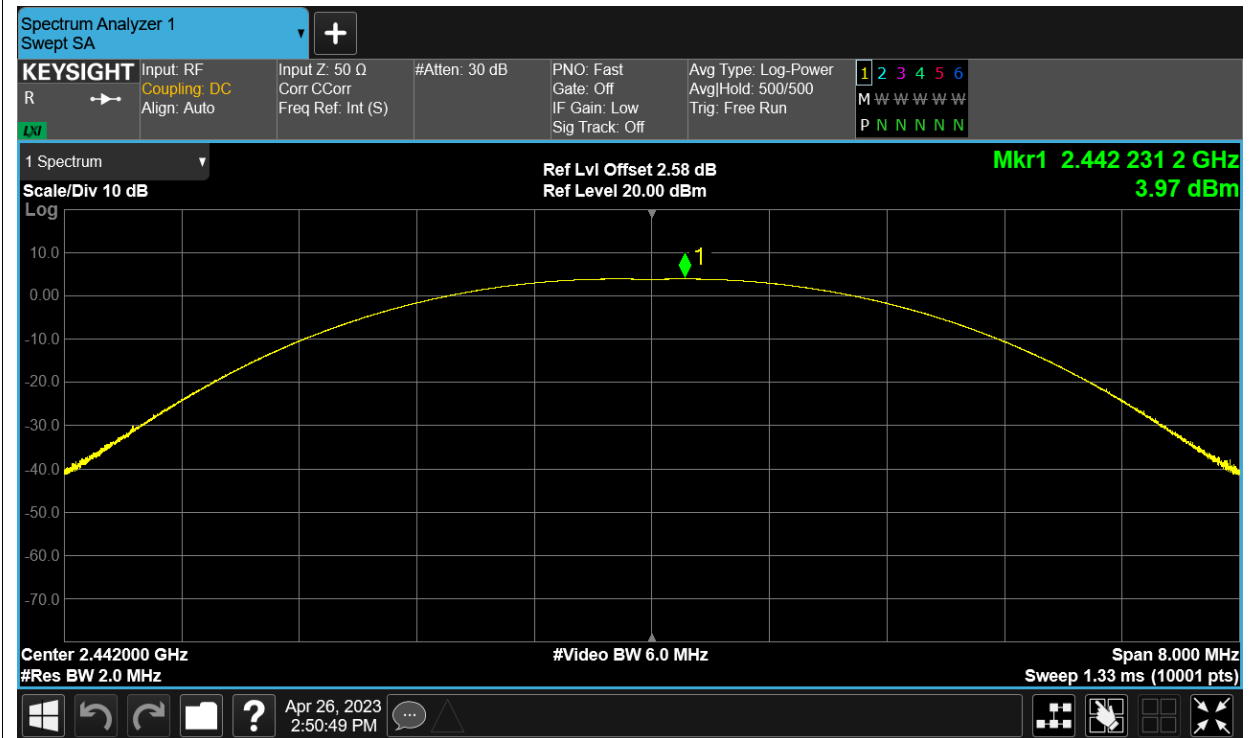 Spectrum Analyzer 1
Swept SA
KEYSIGHT
R
LXI
Input: RF
Coupling: DC
Align: Auto
Input Z: 50 Ω
Corr CCorr
Freq Ref: Int (S)
#Atten: 30 dB
PNO: Fast
Gate: Off
IF Gain: Low
Sig Track: Off
Avg Type: Log-Power
Avg|Hold: 500/500
Trig: Free Run
1 2 3 4 5 6
M W W W W W
P N N N N N
1 Spectrum
Scale/Div 10 dB
Ref Lvl Offset 2.58 dB
Ref Level 20.00 dBm
Mkr1 2.442 231 2 GHz
3.97 dBm
Log
10.0
0.00
-10.0
-20.0
-30.0
-40.0
-50.0
-60.0
-70.0
1
Center 2.442000 GHz
#Res BW 2.0 MHz
#Video BW 6.0 MHz
Span 8.000 MHz
Sweep 1.33 ms (10001 pts)
?
Apr 26, 2023
2:50:49 PM